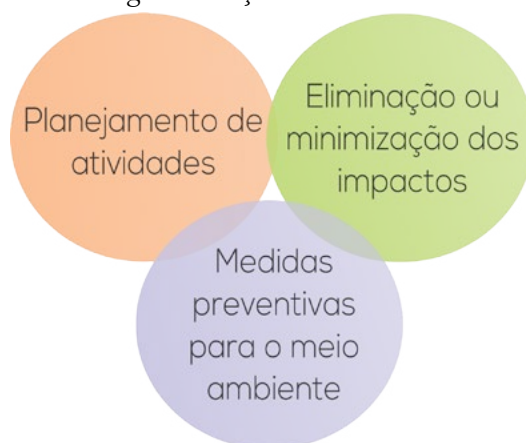 Planejamento de
atividades
Eliminação ou
minimização dos
impactos
Medidas
preventivas
para o meio
ambiente